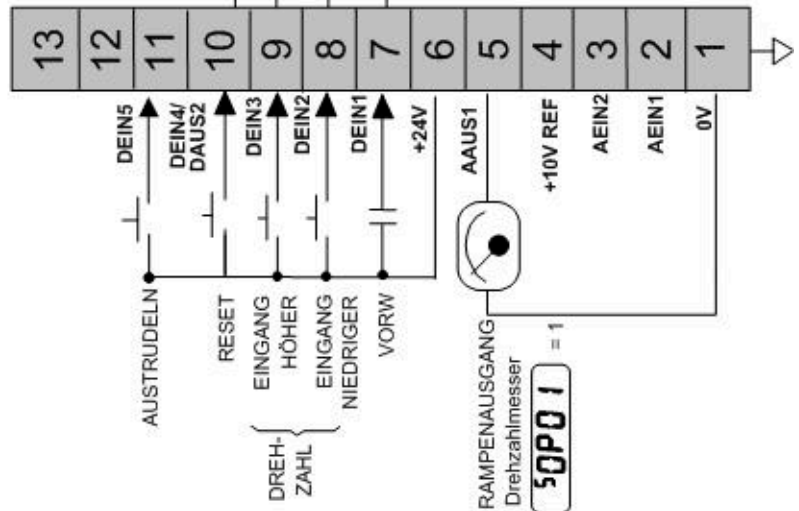 13
12
11
10
9
8
7
6
5
4
3
2
1
DEIN5
DEIN4/
DAUS2
DEIN3
DEIN2
DEIN1
+24V
AAUS1
+10V REF
AEIN2
AEIN1
0V
AUSTRUDELN
RESET
EINGANG
HÖHER
EINGANG
NIEDRIGER
VORW
DREH-
ZAHL
RAMPENAUSGANG
Drehzahlmesser
SOP01 = 1